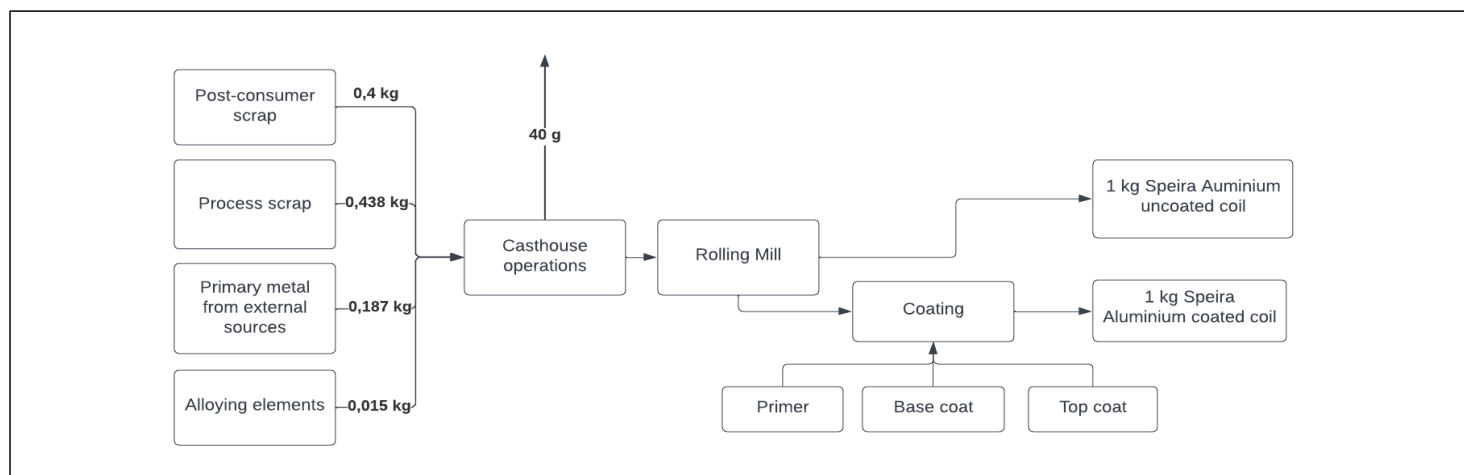 Post-consumer
scrap
0,4 kg
Process scrap
0,438 kg
Primary metal
from external
sources
0,187 kg
Alloying elements
0,015 kg
40 g
Casthouse
operations
Rolling Mill
1 kg Speira Auminium
uncoated coil
Coating
1 kg Speira
Aluminium coated coil
Primer
Base coat
Top coat